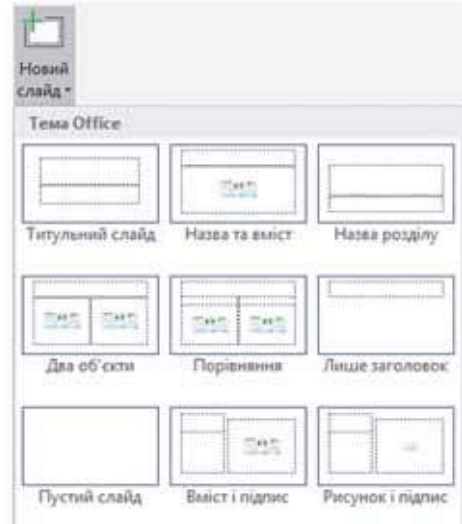 Новий
слайд
Тема Office
Титульний слайд
Назва та вміст
Назва розділу
Два об'єкти
Порівняння
Лише заголовок
Пустий слайд
Вміст і підпис
Рисунок і підпис